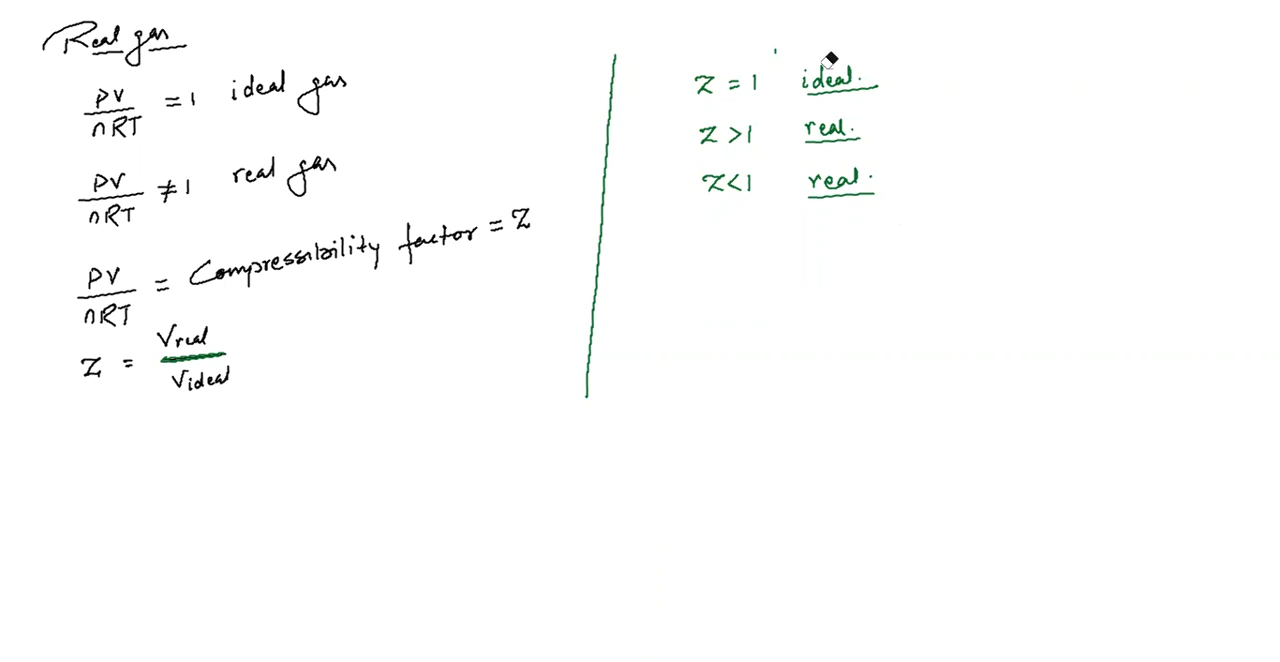 Real gas
PV/nRT = 1 ideal gas
PV/nRT ≠ 1 real gas
PV/nRT = Compressibility factor = Z
Z = Vreal/Videal
Z = 1 ideal.
Z > 1 real.
Z < 1 real.